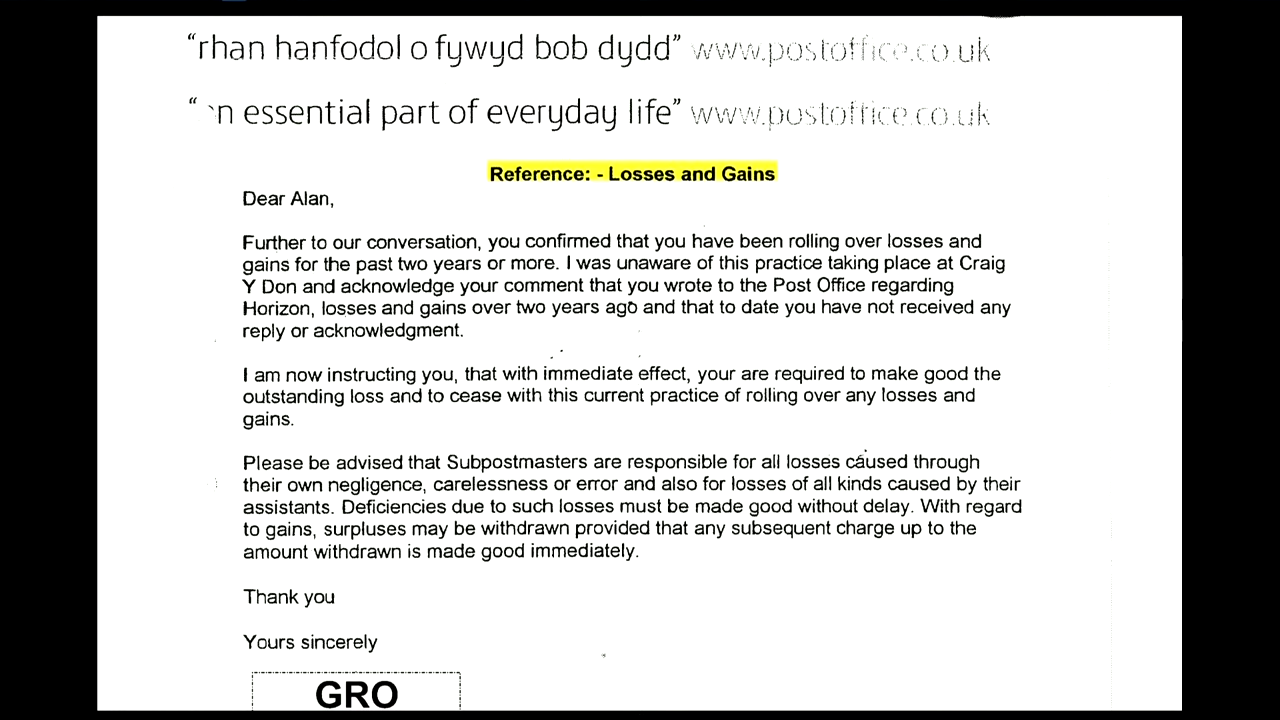 “rhan hanfodol o fywyd bob dydd” www.postoffice.co.uk
“ n essential part of everyday life” www.postoffice.co.uk
Reference: - Losses and Gains
Dear Alan,
Further to our conversation, you confirmed that you have been rolling over losses and
gains for the past two years or more. I was unaware of this practice taking place at Craig
Y Don and acknowledge your comment that you wrote to the Post Office regarding
Horizon, losses and gains over two years ago and that to date you have not received any
reply or acknowledgment.
I am now instructing you, that with immediate effect, your are required to make good the
outstanding loss and to cease with this current practice of rolling over any losses and
gains.
Please be advised that Subpostmasters are responsible for all losses caused through
their own negligence, carelessness or error and also for losses of all kinds caused by their
assistants. Deficiencies due to such losses must be made good without delay. With regard
to gains, surpluses may be withdrawn provided that any subsequent charge up to the
amount withdrawn is made good immediately.
Thank you
Yours sincerely
GRO